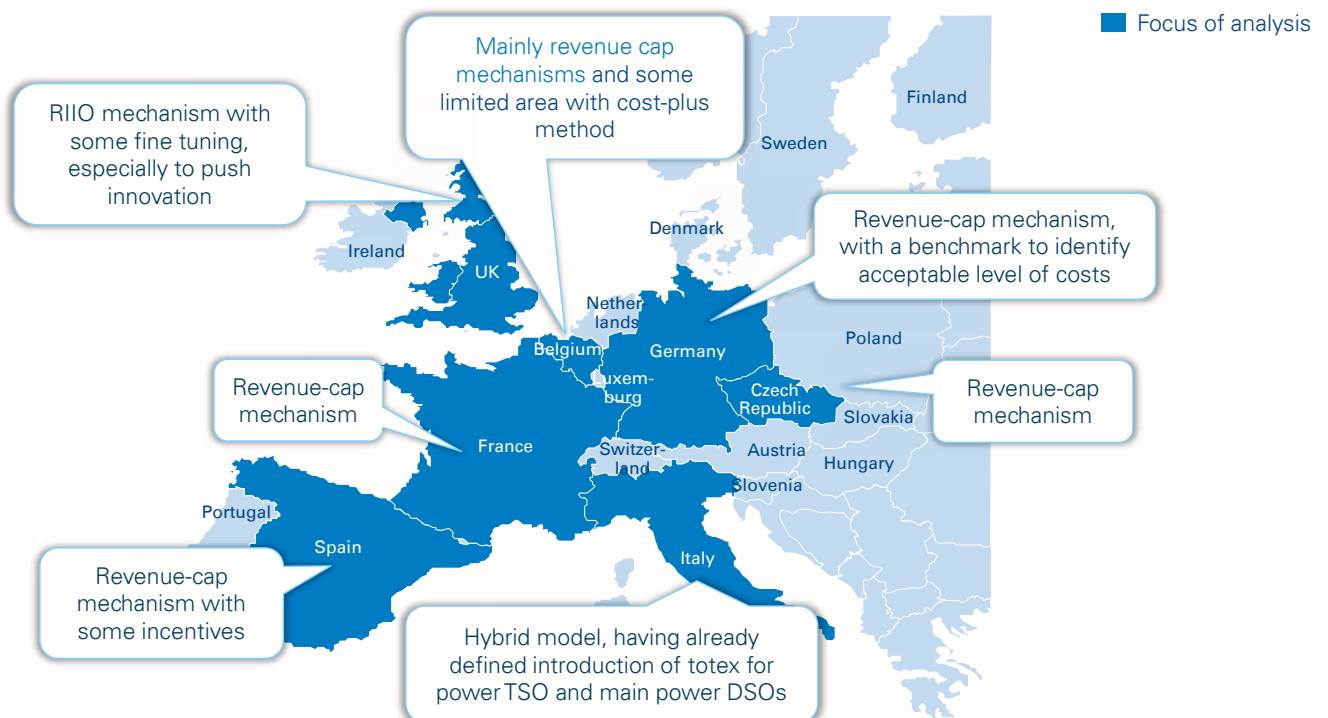 Focus of analysis
Mainly revenue cap
mechanisms and some
limited area with cost-plus
method
RIIO mechanism with
some fine tuning,
especially to push
innovation
Finland
Sweden
Revenue-cap mechanism,
with a benchmark to identify
acceptable level of costs
Denmark
Ireland
UK
Nether-
lands
Poland
Belgium
Germany
Luxem-
burg
Czech
Republic
Revenue-cap
mechanism
Revenue-cap
mechanism
Slovakia
France
Switzer-
land
Austria
Hungary
Slovenia
Portugal
Spain
Italy
Revenue-cap
mechanism with
some incentives
Hybrid model, having already
defined introduction of totex for
power TSO and main power DSOs